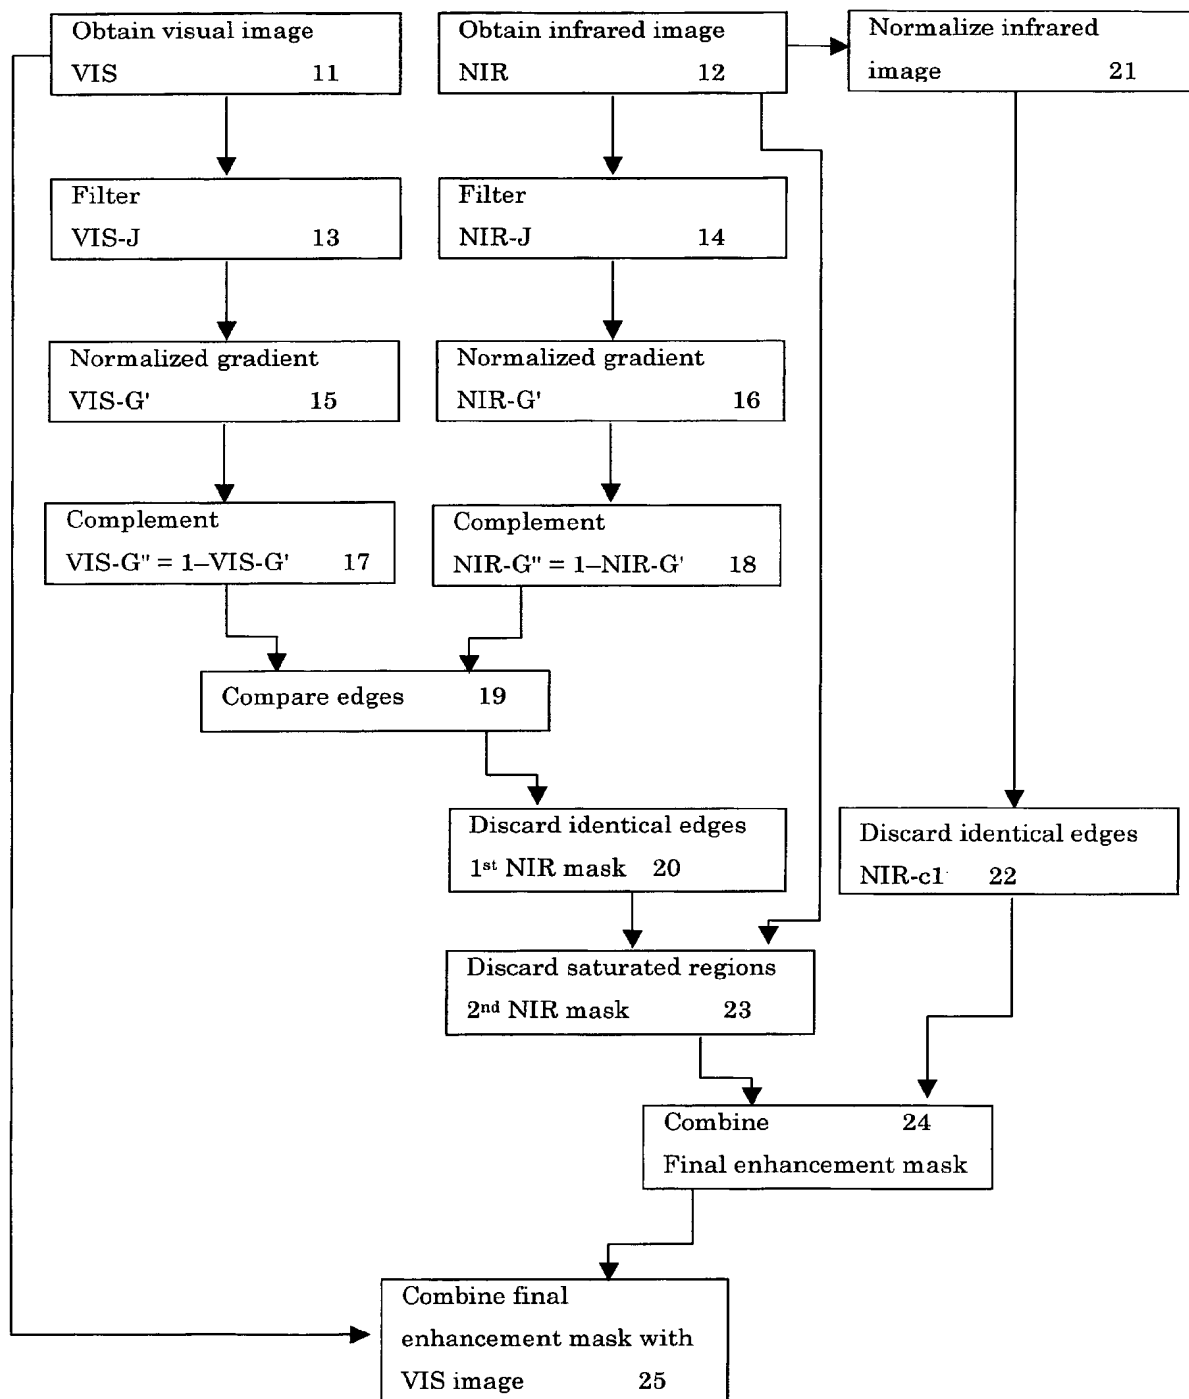 Obtain visual image
VIS 11
Obtain infrared image
NIR 12
Normalize infrared
image 21
Filter
VIS-J 13
Filter
NIR-J 14
Normalized gradient
VIS-G' 15
Normalized gradient
NIR-G' 16
Complement
VIS-G" = 1–VIS-G' 17
Complement
NIR-G" = 1–NIR-G' 18
Compare edges 19
Discard identical edges
1st NIR mask 20
Discard identical edges
NIR-c1 22
Discard saturated regions
2nd NIR mask 23
Combine 24
Final enhancement mask
Combine final
enhancement mask with
VIS image 25